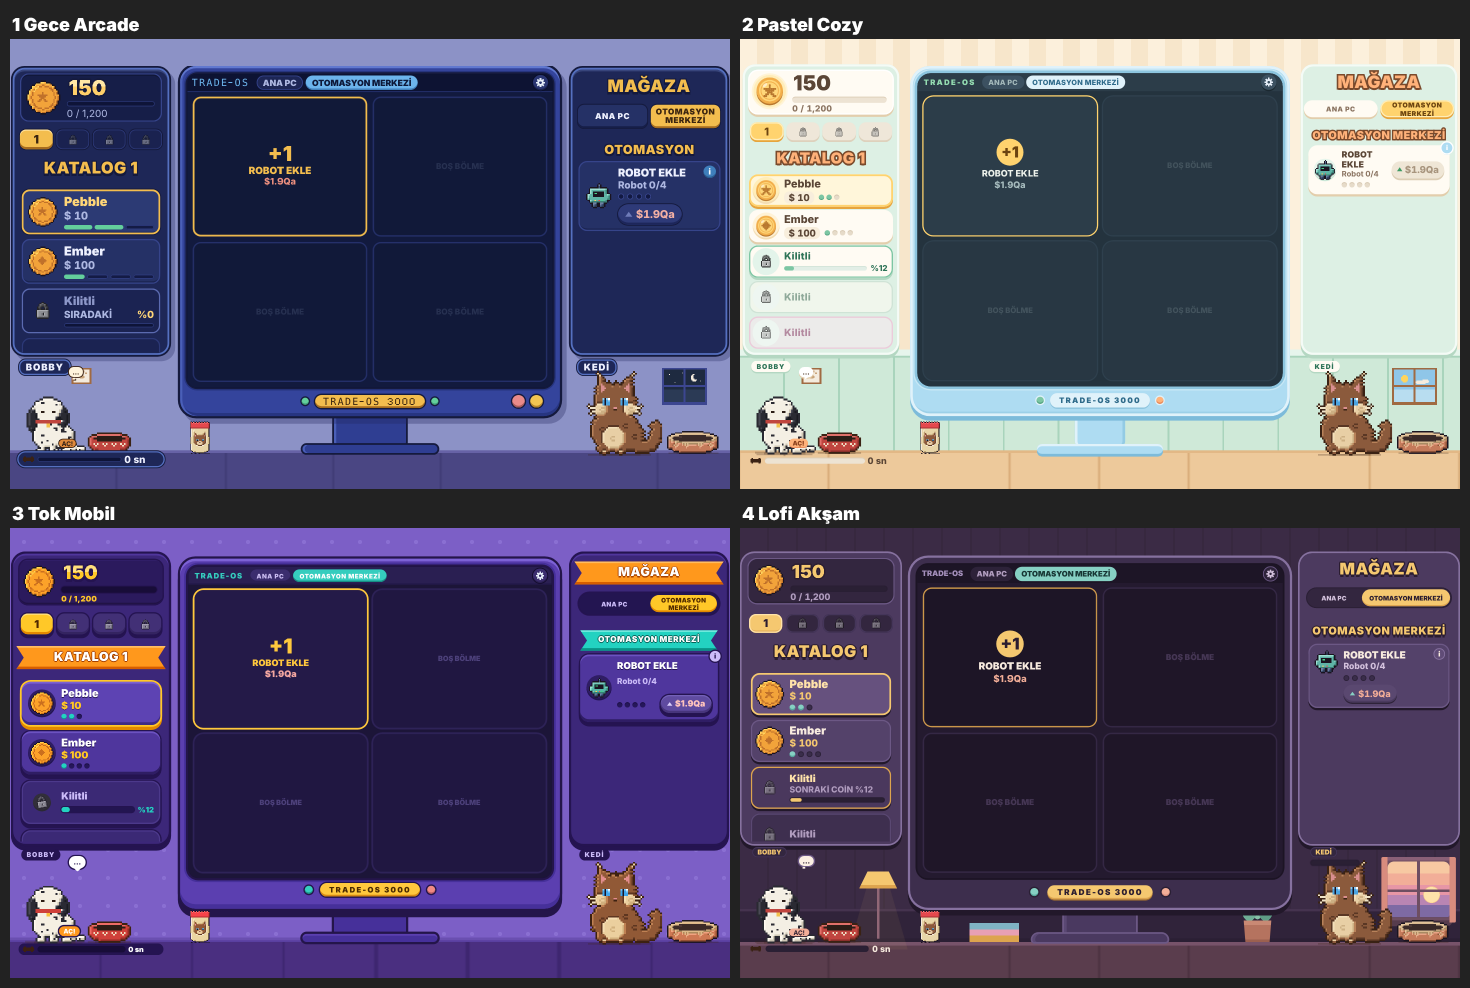 1 Gece Arcade
150
0 / 1,200
1
KATALOG 1
Pebble
$ 10
Ember
$ 100
Kilitli
SIRADAKİ %0
TRADE-OS ANA PC OTOMASYON MERKEZİ
+1
ROBOT EKLE
$1.9Qa
BOŞ BÖLME
BOŞ BÖLME
BOŞ BÖLME
TRADE-OS 3000
MAĞAZA
ANA PC
OTOMASYON
MERKEZİ
OTOMASYON
ROBOT EKLE i
Robot 0/4
$1.9Qa
BOBBY
AÇ!
0 sn
KEDİ
2 Pastel Cozy
150
0 / 1,200
1
KATALOG 1
Pebble
$ 10
Ember
$ 100
Kilitli
%12
Kilitli
Kilitli
TRADE-OS ANA PC OTOMASYON MERKEZİ
+1
ROBOT EKLE
$1.9Qa
BOŞ BÖLME
BOŞ BÖLME
BOŞ BÖLME
TRADE-OS 3000
MAĞAZA
ANA PC
OTOMASYON
MERKEZİ
OTOMASYON MERKEZİ
i
ROBOT
EKLE
Robot 0/4
$1.9Qa
BOBBY
AÇ!
0 sn
KEDİ
3 Tok Mobil
150
0 / 1,200
1
KATALOG 1
Pebble
$ 10
Ember
$ 100
Kilitli
%12
TRADE-OS ANA PC OTOMASYON MERKEZİ
+1
ROBOT EKLE
$1.9Qa
BOŞ BÖLME
BOŞ BÖLME
BOŞ BÖLME
TRADE-OS 3000
MAĞAZA
ANA PC
OTOMASYON
MERKEZİ
OTOMASYON MERKEZİ
i
ROBOT EKLE
Robot 0/4
$1.9Qa
BOBBY
AÇ!
0 sn
KEDİ
4 Lofi Akşam
150
0 / 1,200
1
KATALOG 1
Pebble
$ 10
Ember
$ 100
Kilitli
SONRAKİ COİN %12
Kilitli
TRADE-OS ANA PC OTOMASYON MERKEZİ
+1
ROBOT EKLE
$1.9Qa
BOŞ BÖLME
BOŞ BÖLME
BOŞ BÖLME
TRADE-OS 3000
MAĞAZA
ANA PC OTOMASYON MERKEZİ
OTOMASYON MERKEZİ
ROBOT EKLE i
Robot 0/4
$1.9Qa
BOBBY
AÇ!
0 sn
KEDİ